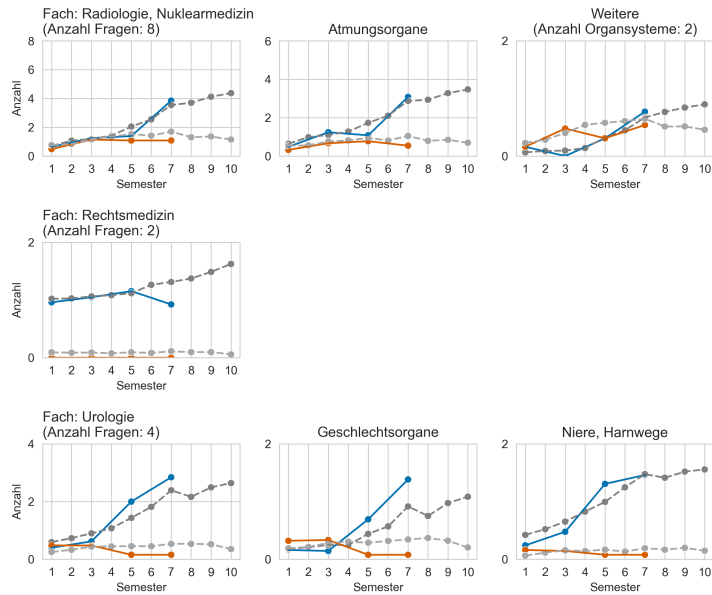 Fach: Radiologie, Nuklearmedizin
(Anzahl Fragen: 8)
Atmungsorgane
Weitere
(Anzahl Organsysteme: 2)
Anzahl
8
6
4
2
0
1 2 3 4 5 6 7 8 9 10
Semester
6
4
2
0
1 2 3 4 5 6 7 8 9 10
Semester
2
0
1 2 3 4 5 6 7 8 9 10
Semester
Fach: Rechtsmedizin
(Anzahl Fragen: 2)
Anzahl
2
0
1 2 3 4 5 6 7 8 9 10
Semester
Fach: Urologie
(Anzahl Fragen: 4)
Geschlechtsorgane
Niere, Harnwege
Anzahl
4
2
0
1 2 3 4 5 6 7 8 9 10
Semester
2
0
1 2 3 4 5 6 7 8 9 10
Semester
2
0
1 2 3 4 5 6 7 8 9 10
Semester